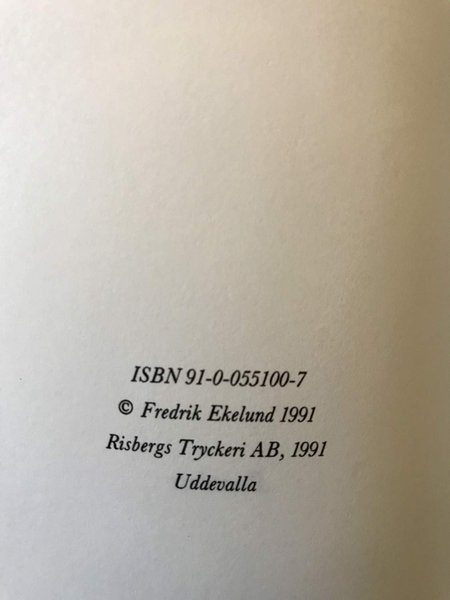 ISBN 91-0-055100-7
© Fredrik Ekelund 1991
Risbergs Tryckeri AB, 1991
Uddevalla